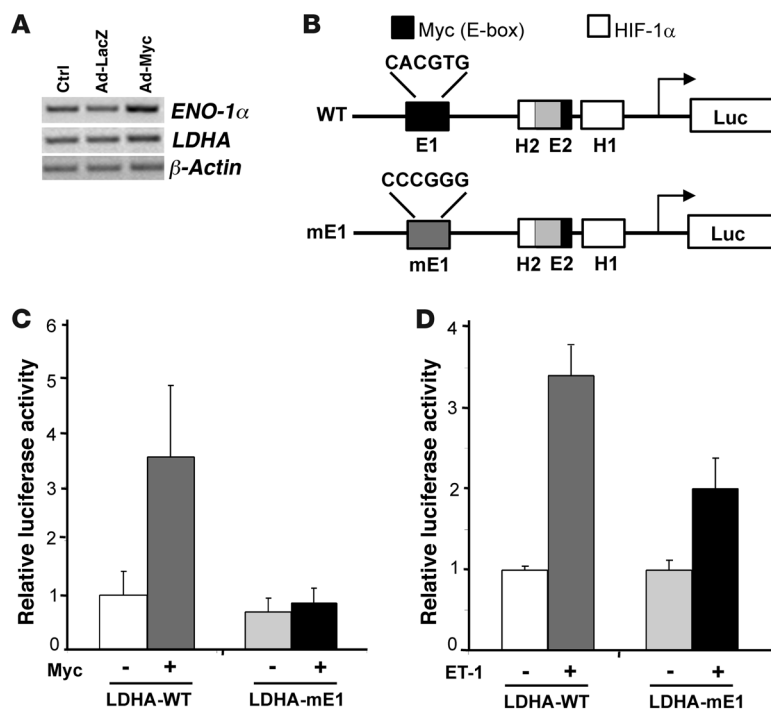 A
Ctrl
Ad-LacZ
Ad-Myc
ENO-1α
LDHA
β-Actin
B
Myc (E-box)
HIF-1α
CACGTG
WT
E1
H2
E2
H1
Luc
CCCGGG
mE1
mE1
H2
E2
H1
Luc
C
Relative luciferase activity
6
5
4
3
2
1
0
Myc
-
+
-
+
LDHA-WT
LDHA-mE1
D
Relative luciferase activity
4
3
2
1
0
ET-1
-
+
-
+
LDHA-WT
LDHA-mE1